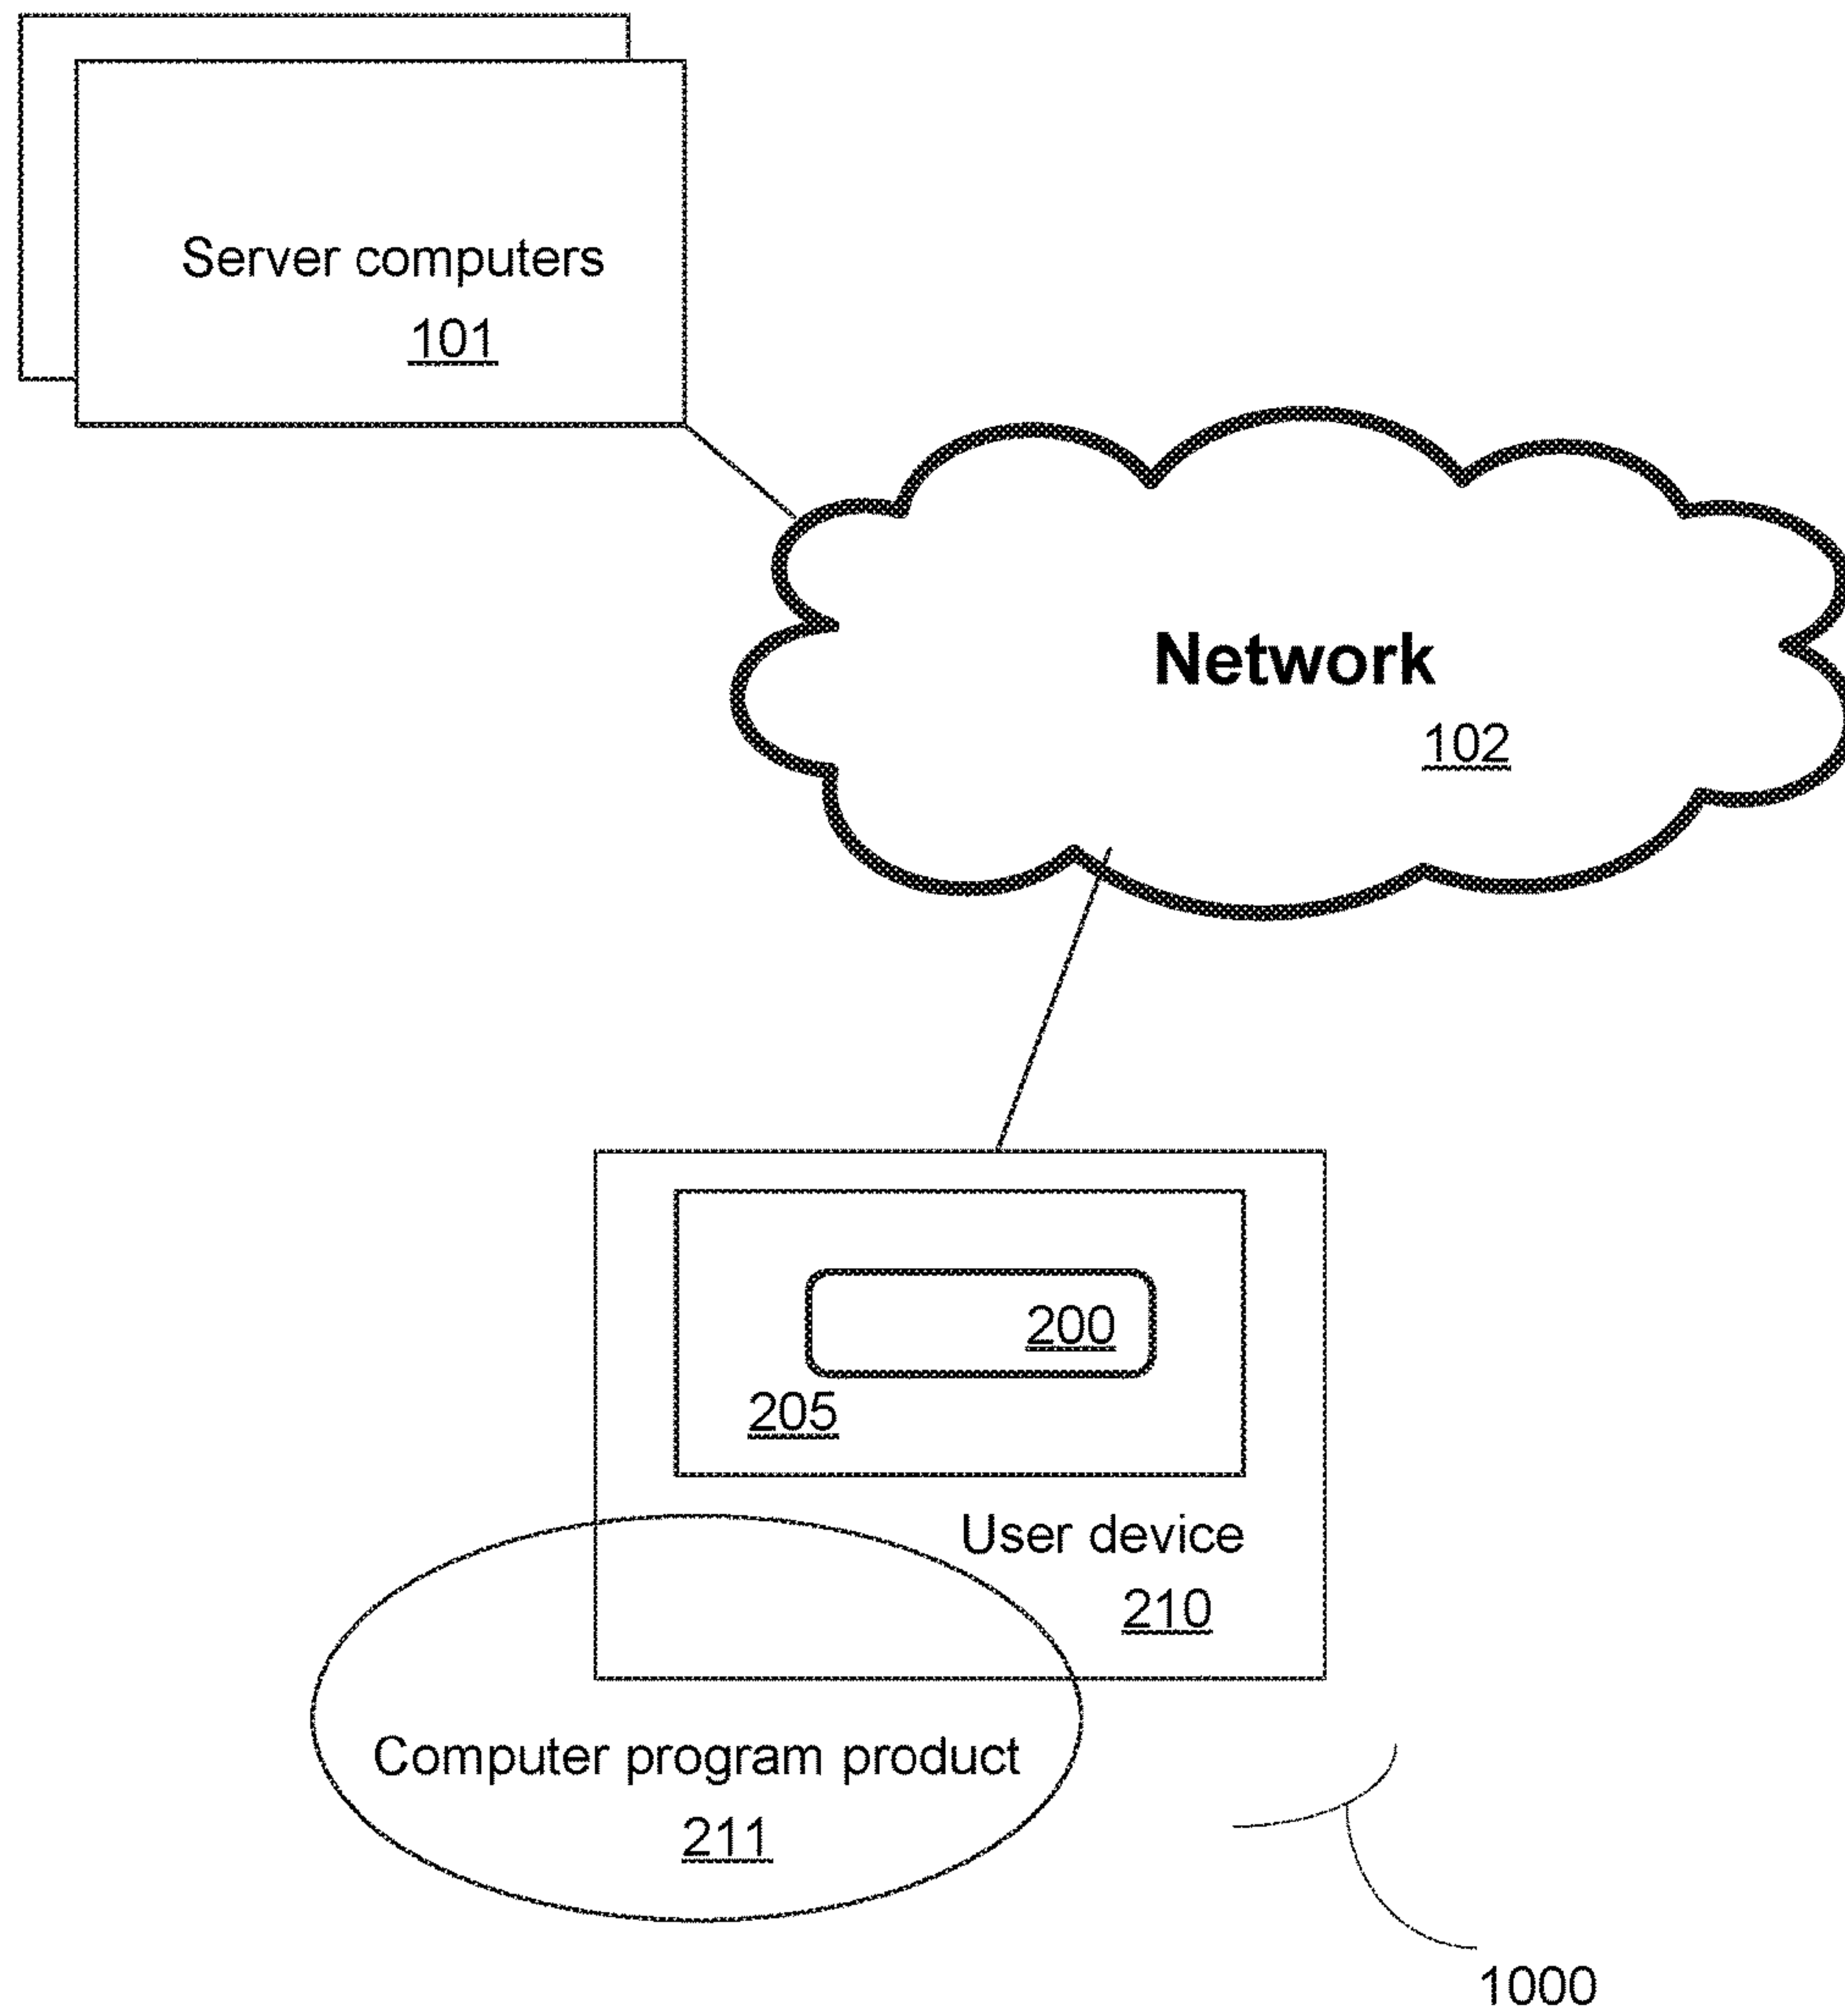 Server computers
101
Network
102
200
205
User device
210
Computer program product
211
1000